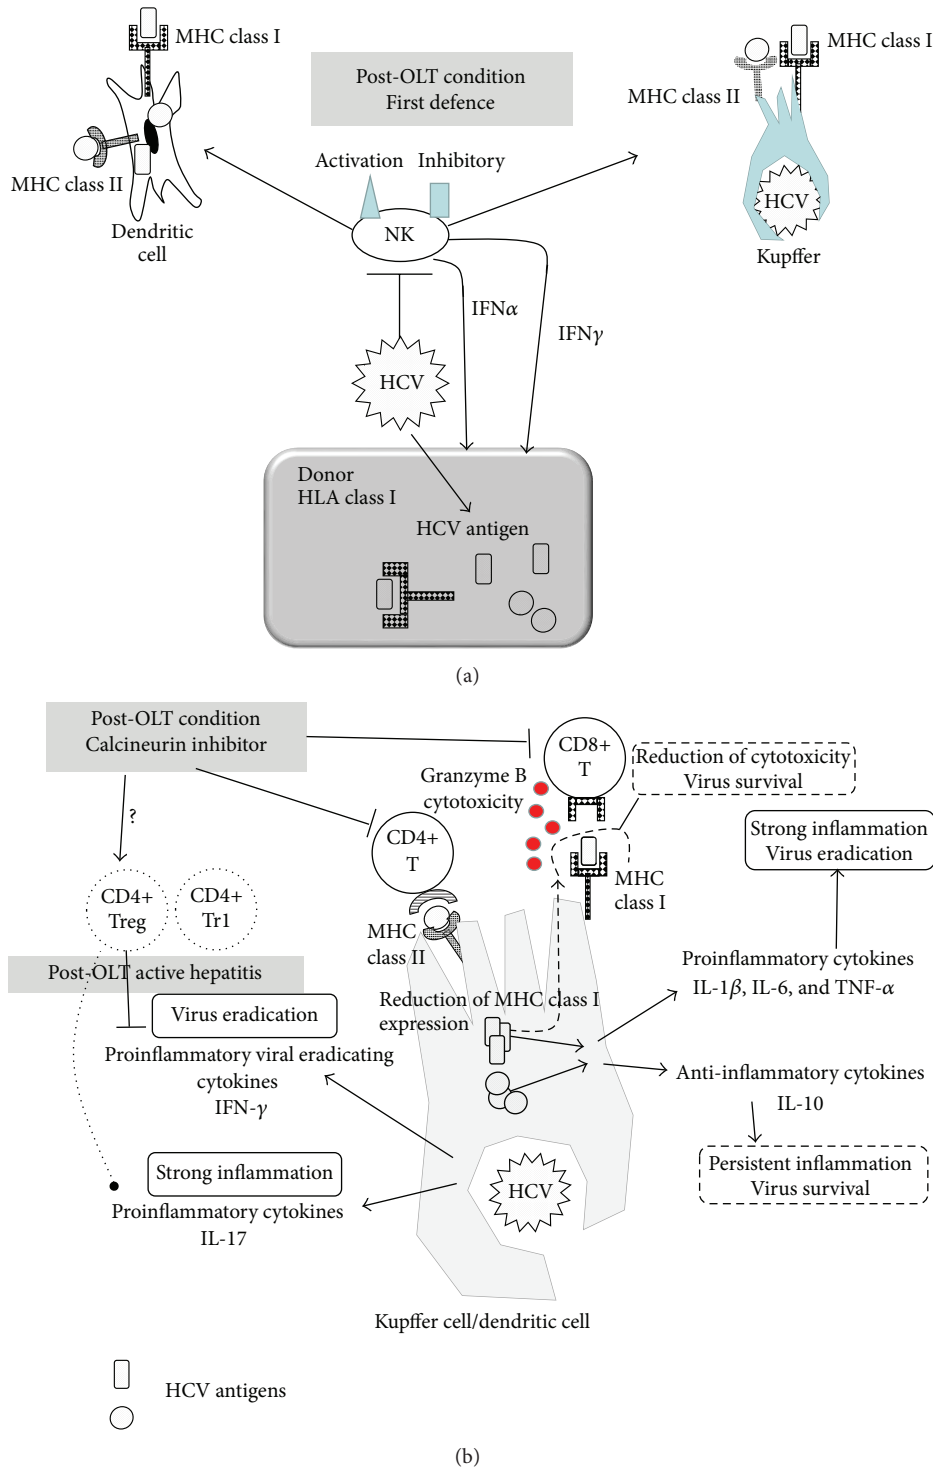 MHC class I
Post-OLT condition
First defence
MHC class I
MHC class II
Activation Inhibitory
MHC class II
HCV
Dendritic
cell
NK
Kupffer
IFNα
IFNγ
HCV
Donor
HLA class I
HCV antigen
(a)
Post-OLT condition
Calcineurin inhibitor
CD8+
T
Reduction of cytotoxicity
Virus survival
Granzyme B
cytotoxicity
?
CD4+
T
Strong inflammation
Virus eradication
MHC
class I
CD4+
Treg
CD4+
Tr1
MHC
class II
Post-OLT active hepatitis
Proinflammatory cytokines
IL-1β, IL-6, and TNF-α
Reduction of MHC class I
expression
Virus eradication
Proinflammatory viral eradicating
cytokines
IFN-γ
Anti-inflammatory cytokines
IL-10
Strong inflammation
Proinflammatory cytokines
IL-17
HCV
Persistent inflammation
Virus survival
Kupffer cell/dendritic cell
HCV antigens
(b)